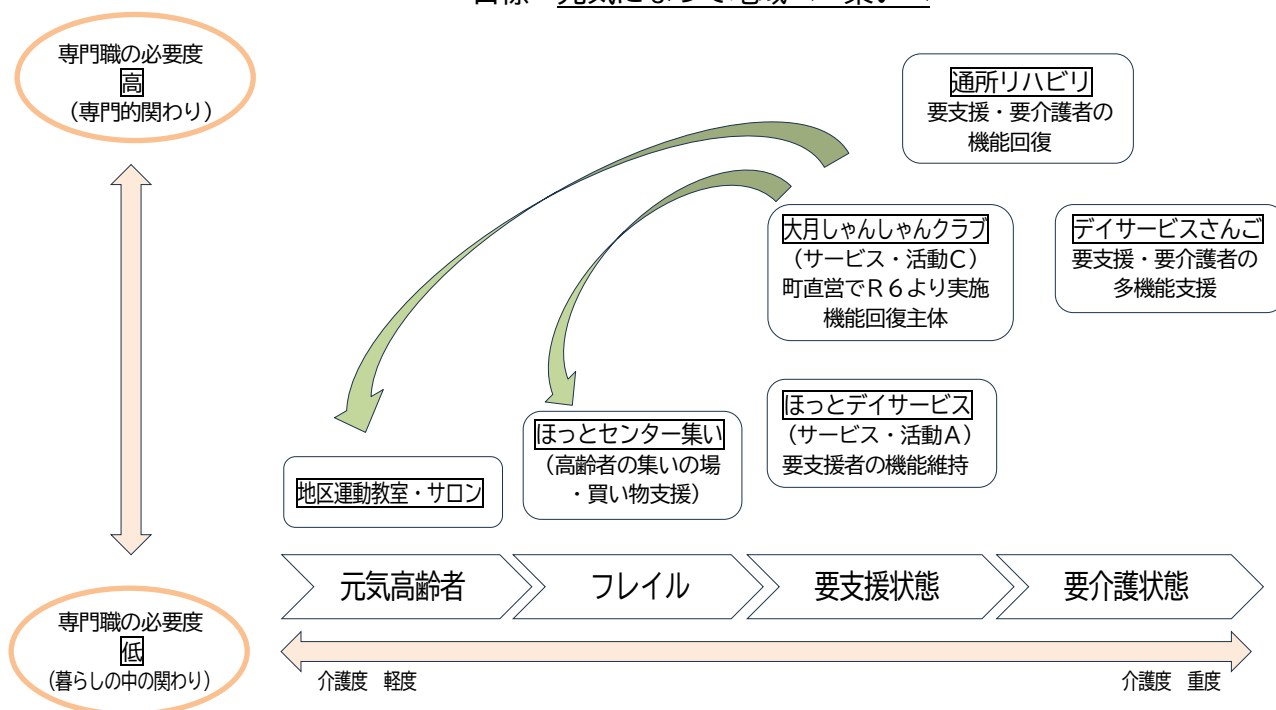 専門職の必要度
高
（専門的関わり）
通所リハビリ
要支援・要介護者の
機能回復
大月しゃんしゃんクラブ
（サービス・活動C）
町直営でR６より実施
機能回復主体
デイサービスさんご
要支援・要介護者の
多機能支援
ほっとデイサービス
（サービス・活動A）
要支援者の機能維持
ほっとセンター集い
（高齢者の集いの場
・買い物支援）
地区運動教室・サロン
元気高齢者
フレイル
要支援状態
要介護状態
専門職の必要度
低
（暮らしの中の関わり）
介護度　軽度
介護度　重度